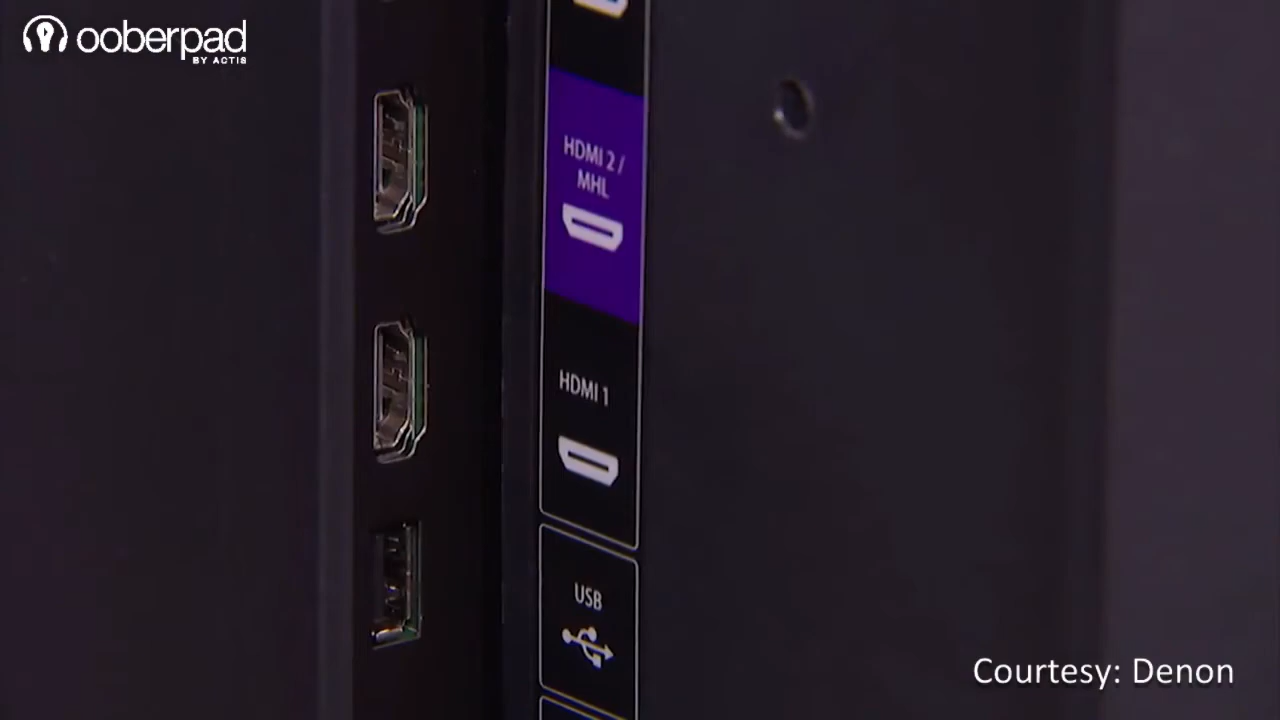 ooberpad
BY ACTIS
HDMI 2 /
MHL
HDMI 1
USB
Courtesy: Denon